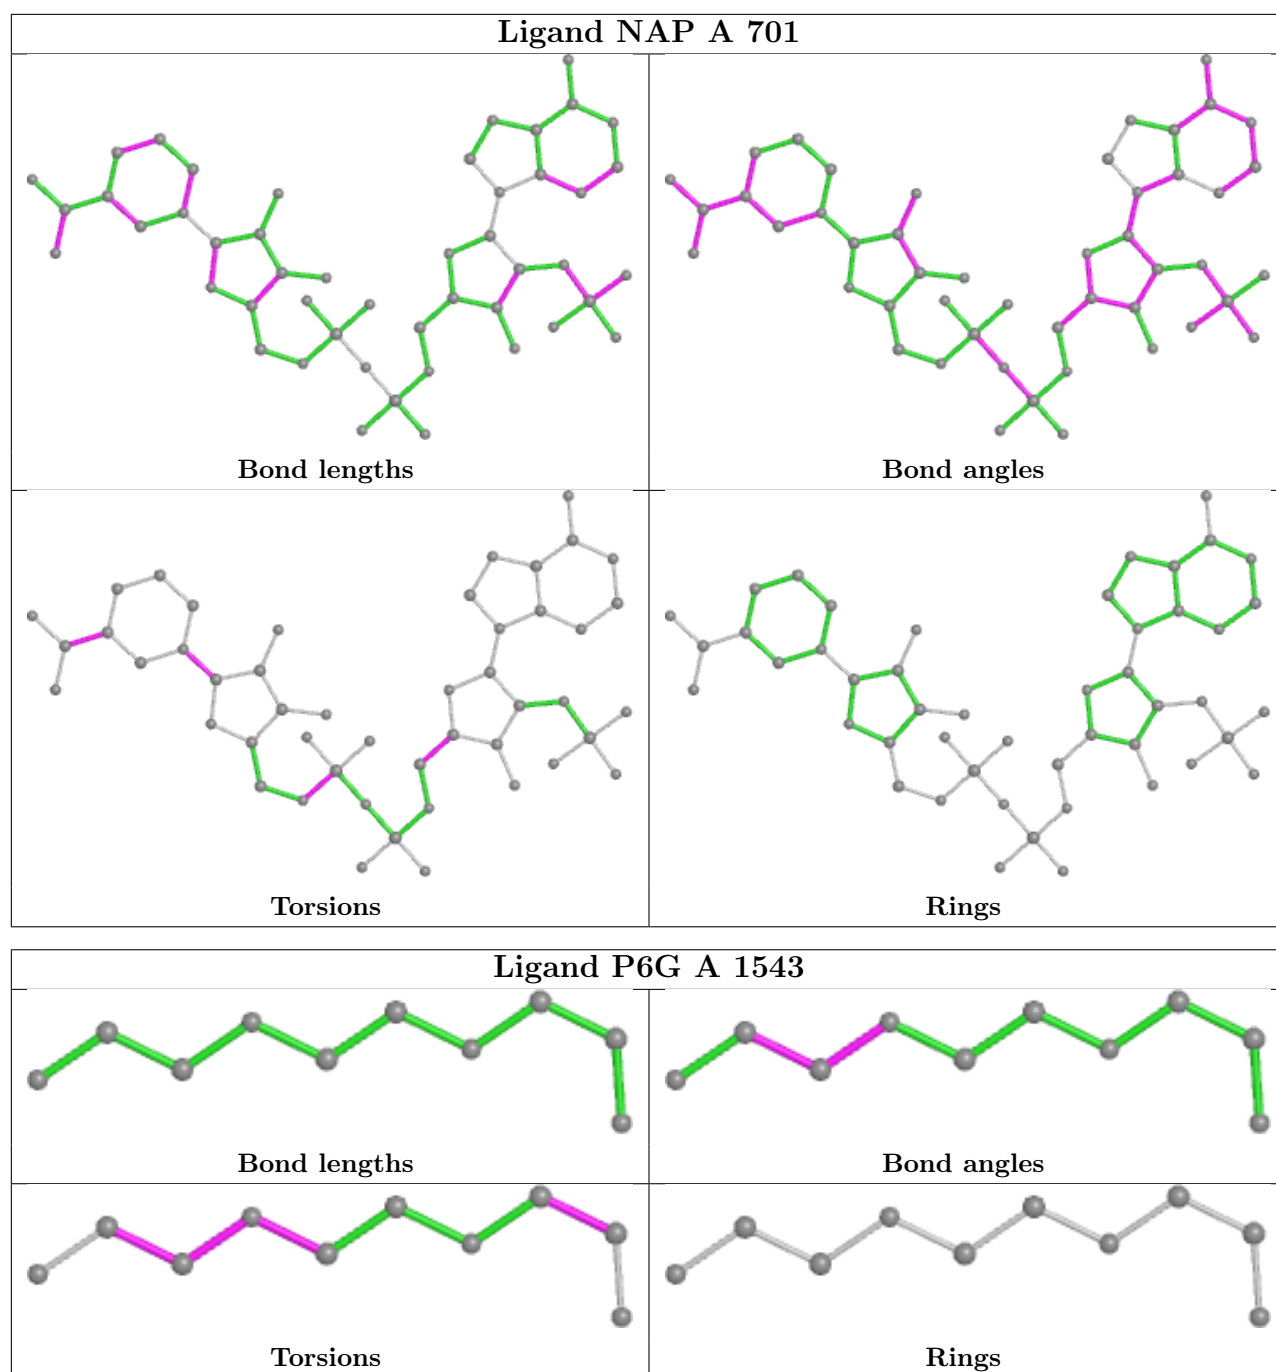 Ligand NAP A 701
Bond lengths
Bond angles
Torsions
Rings
Ligand P6G A 1543
Bond lengths
Bond angles
Torsions
Rings